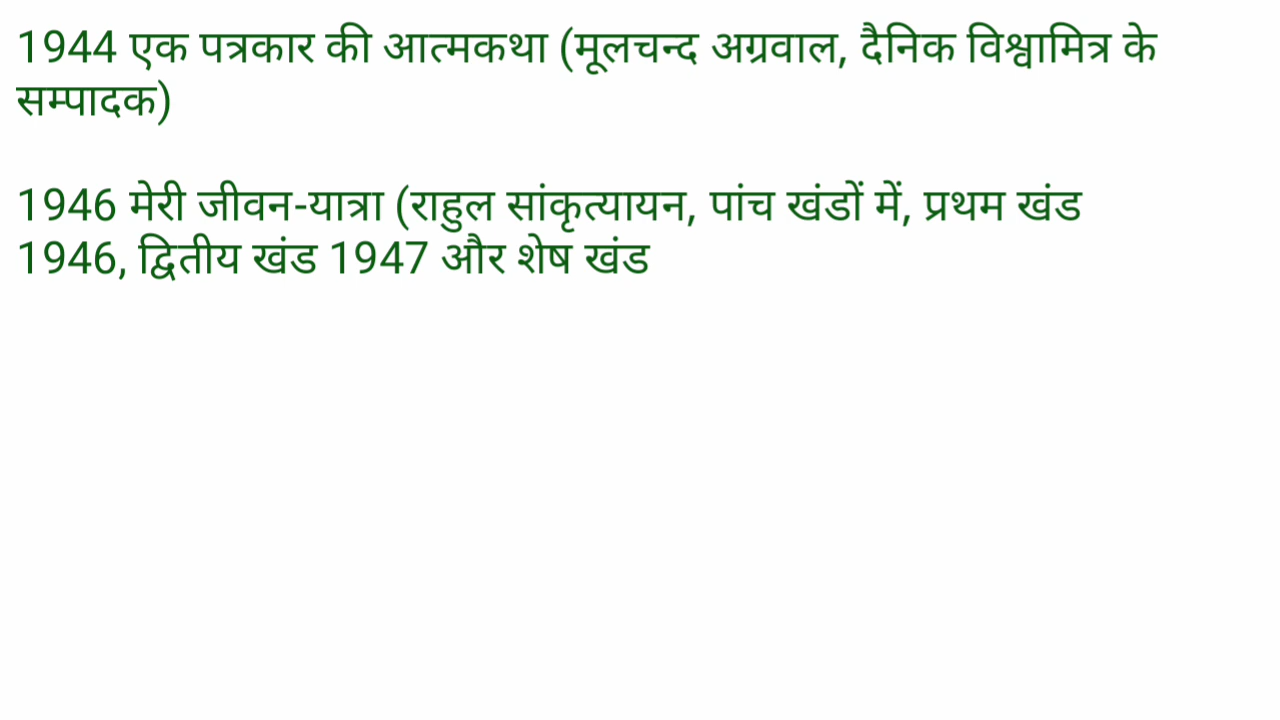 1944 एक पत्रकार की आत्मकथा (मूलचन्द अग्रवाल, दैनिक विश्वामित्र के
सम्पादक)
1946 मेरी जीवन-यात्रा (राहुल सांकृत्यायन, पांच खंडों में, प्रथम खंड
1946, द्वितीय खंड 1947 और शेष खंड